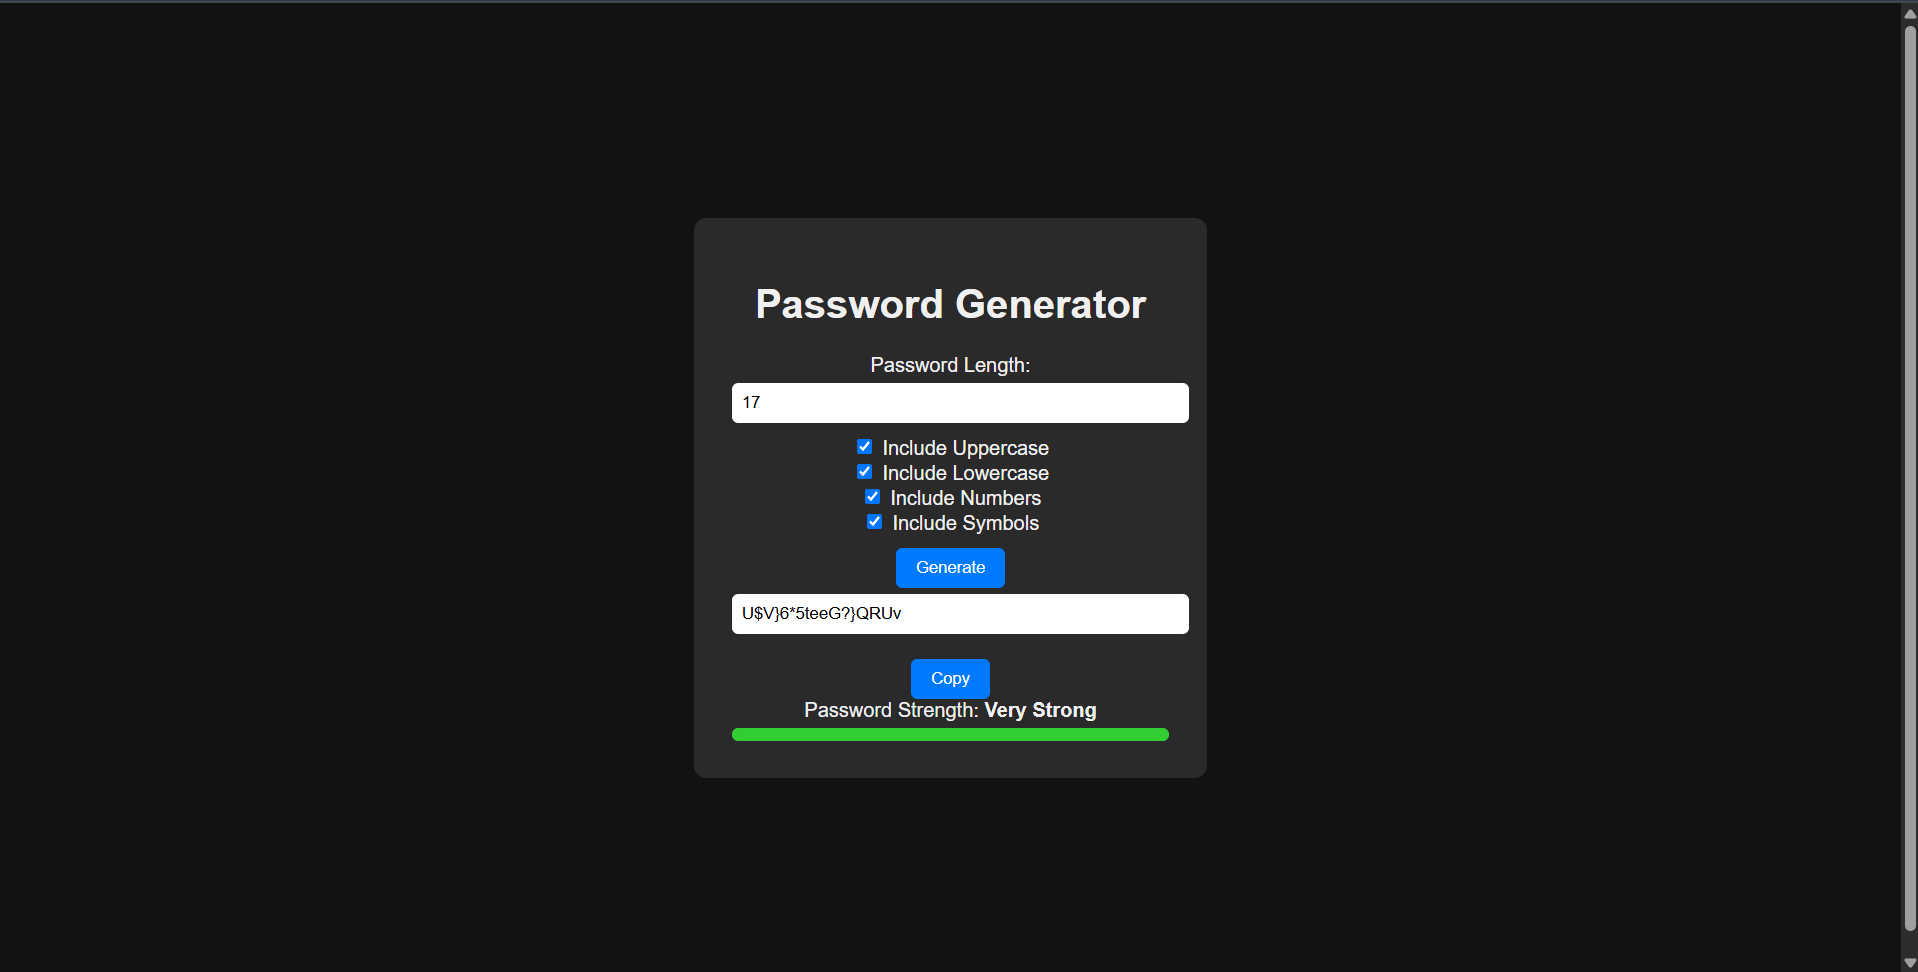 Password Generator
Password Length:
17
Include Uppercase
Include Lowercase
Include Numbers
Include Symbols
Generate
U$V}6*5teeG?}QRUv
Copy
Password Strength: Very Strong